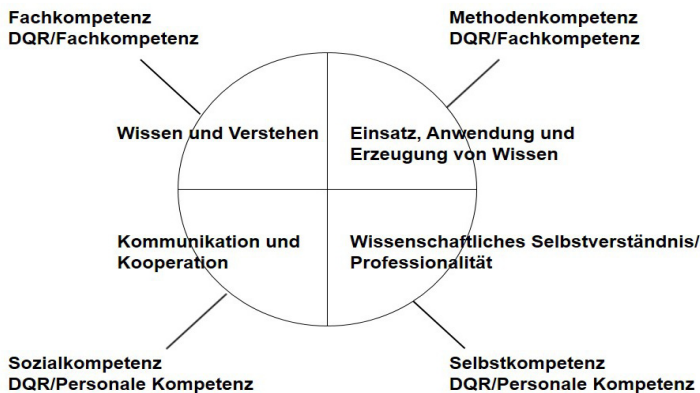 Fachkompetenz
DQR/Fachkompetenz
Methodenkompetenz
DQR/Fachkompetenz
Wissen und Verstehen
Einsatz, Anwendung und
Erzeugung von Wissen
Kommunikation und
Kooperation
Wissenschaftliches Selbstverständnis/
Professionalität
Sozialkompetenz
DQR/Personale Kompetenz
Selbstkompetenz
DQR/Personale Kompetenz